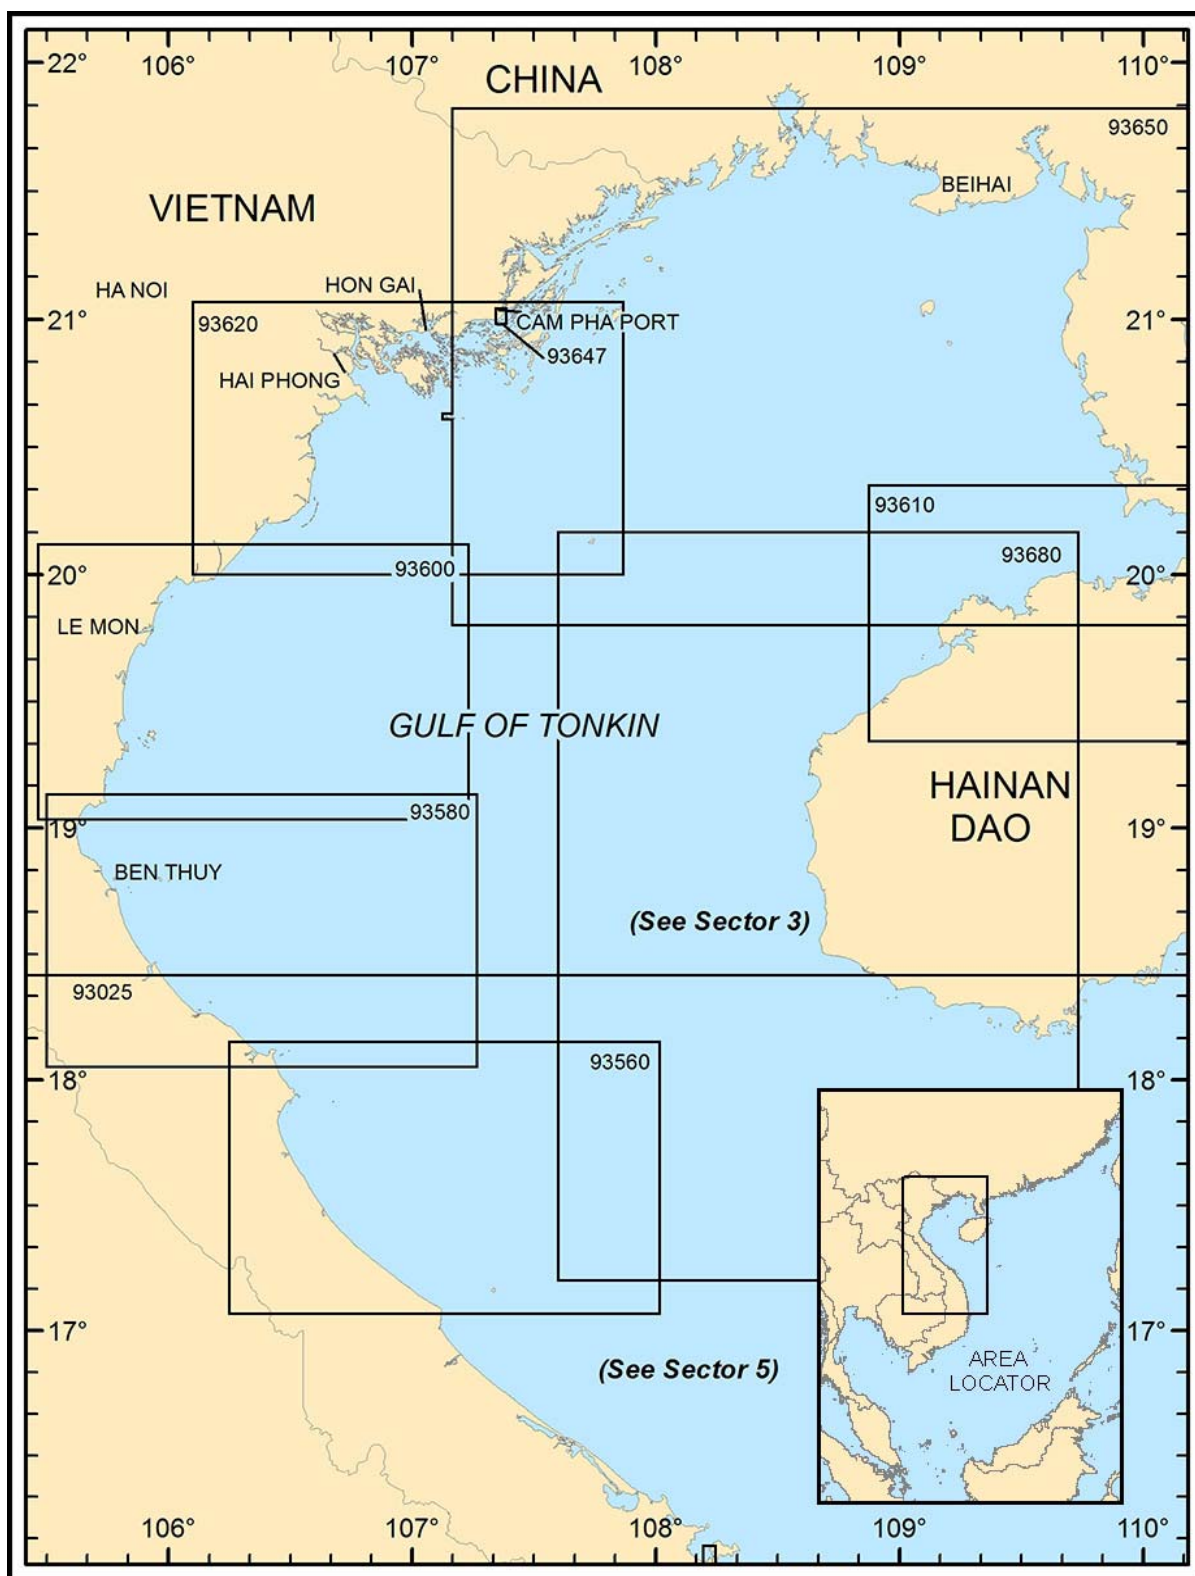 22° 106° 107° 108° 109° 110°
CHINA
93650
BEIHAI
VIETNAM
HA NOI
HON GAI
21° 93620 CAM PHA PORT 21°
93647
HAI PHONG
93610
93680
20° 93600 20°
LE MON
GULF OF TONKIN
HAINAN
DAO
93580
19° 19°
BEN THUY
(See Sector 3)
93025
93560
18° 18°
17° 17°
AREA
LOCATOR
(See Sector 5)
106° 107° 108° 109° 110°